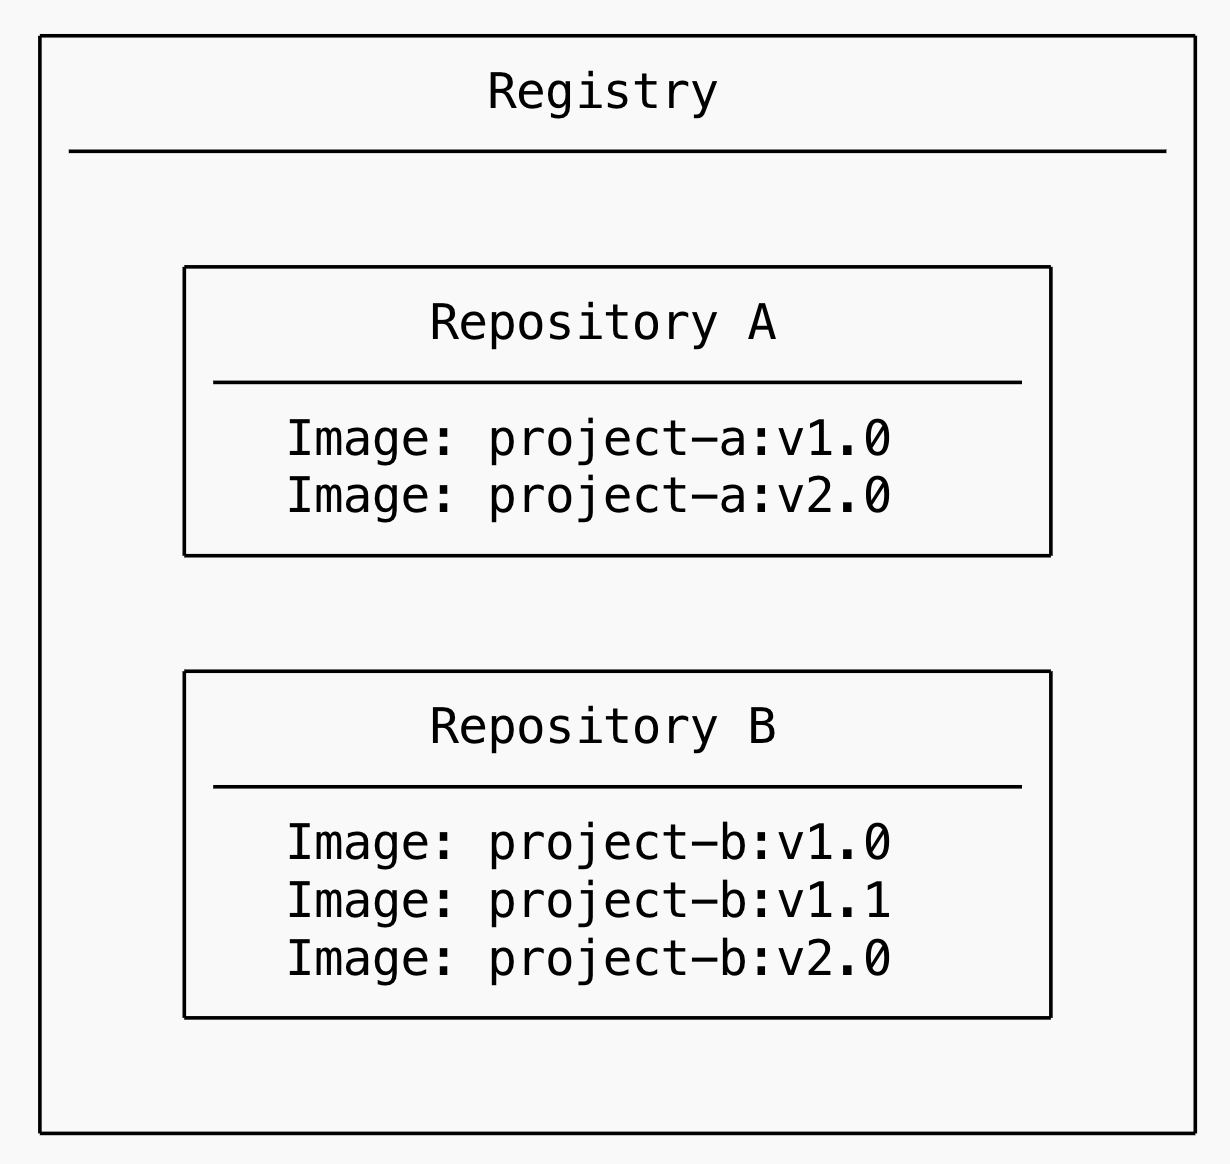 Registry
Repository A
Image: project-a:v1.0
Image: project-a:v2.0
Repository B
Image: project-b:v1.0
Image: project-b:v1.1
Image: project-b:v2.0